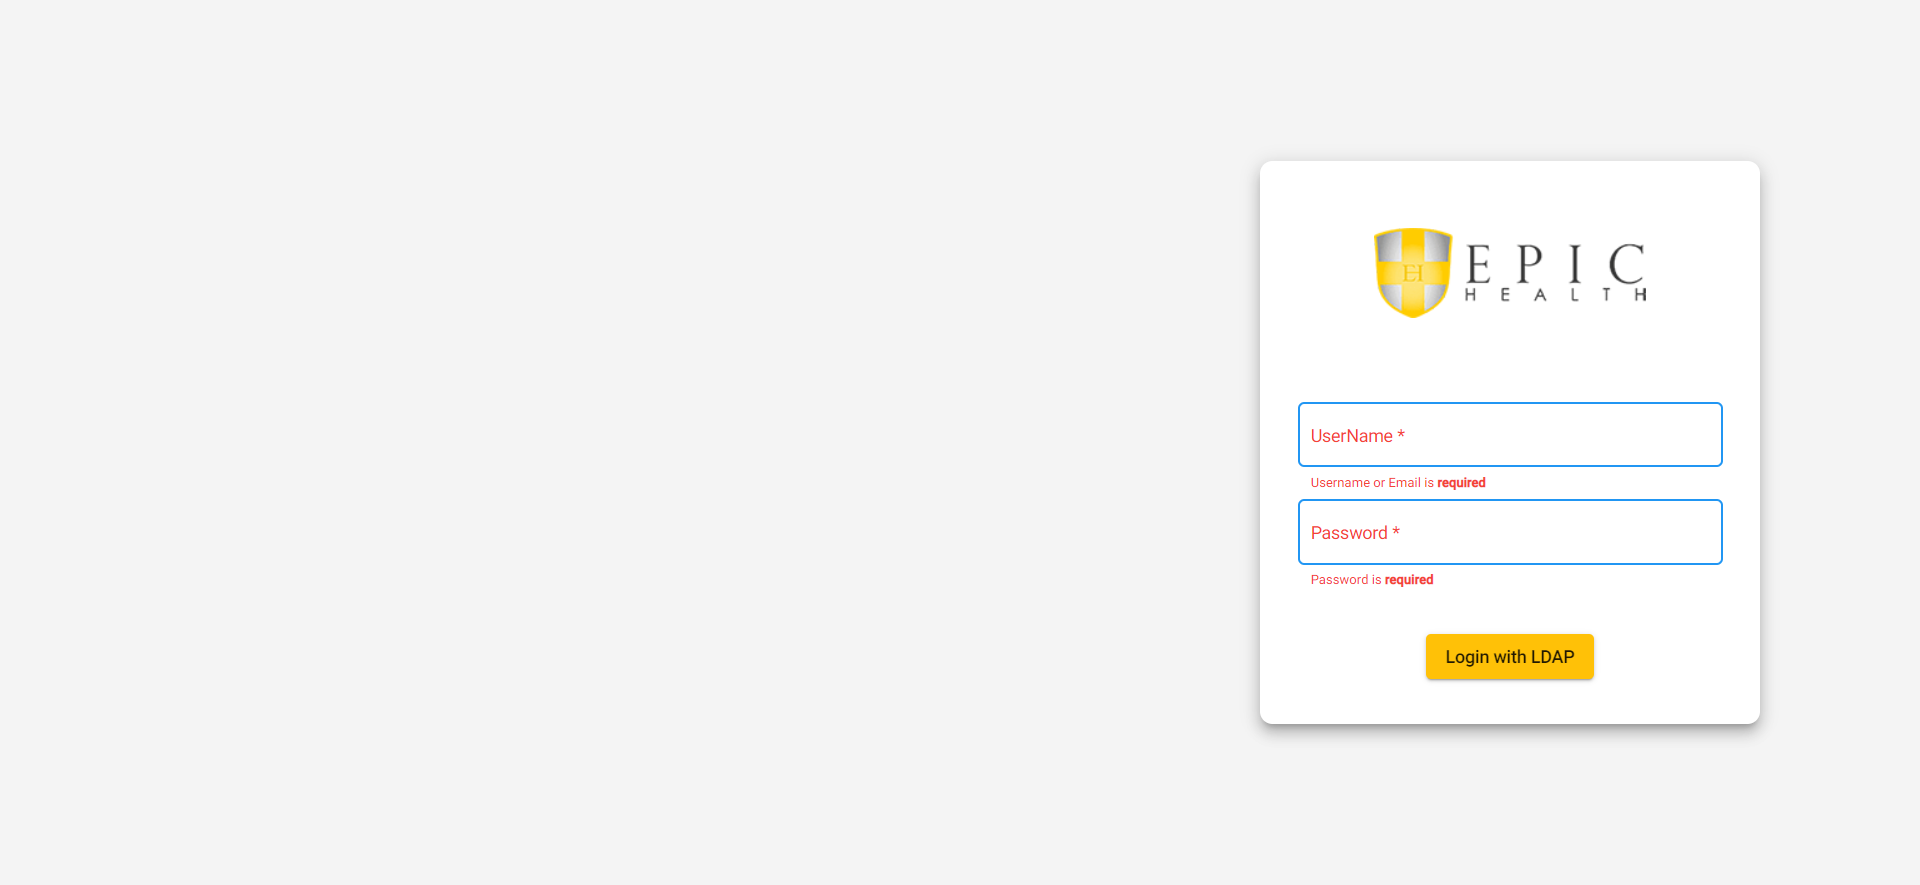 EH
EPIC
HEALTH
UserName *
Username or Email is required
Password *
Password is required
Login with LDAP